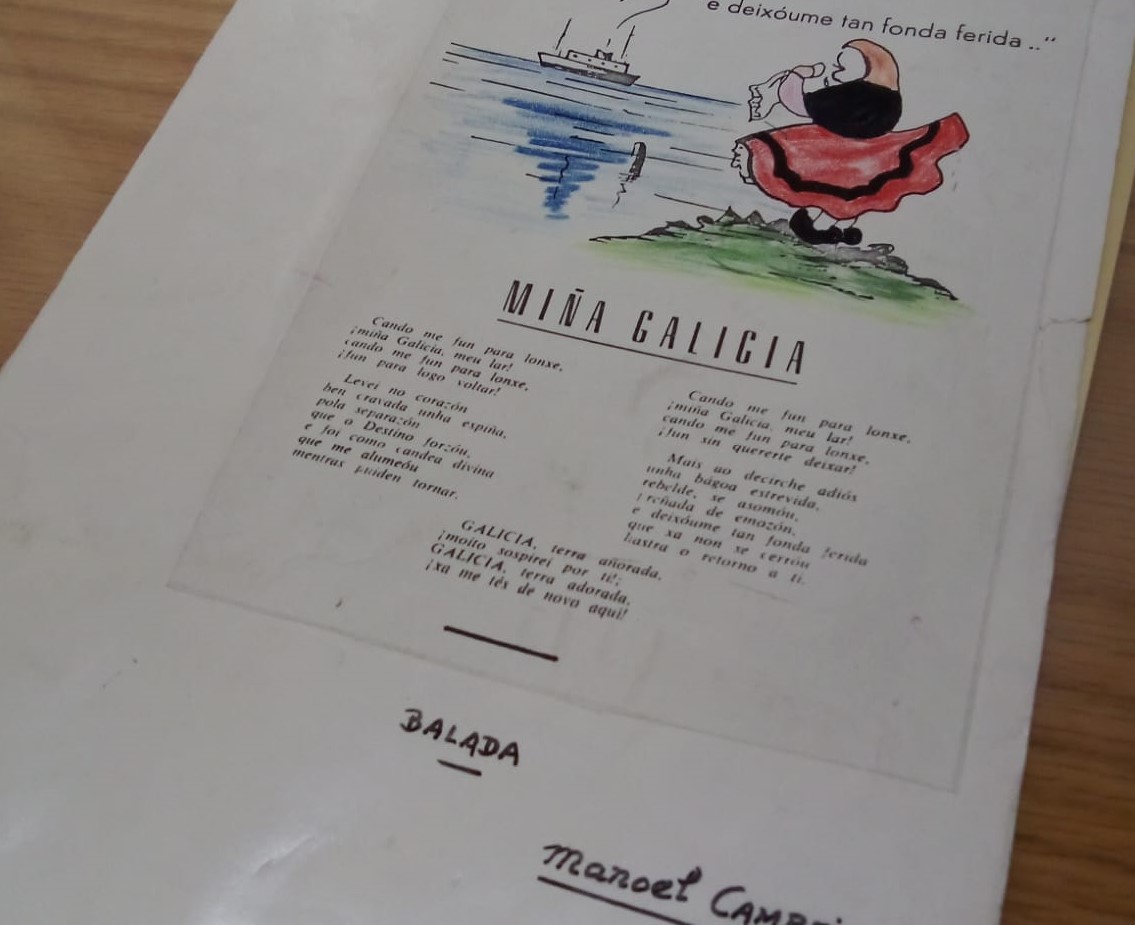 e deixóume tan fonda ferida .."
MIÑA GALICIA
Cando me fun para lonxe,
¡miña Galicia, meu lar!
cando me fun para lonxe,
¡fun para logo voltar!
Levei no corazón
ben cravada unha espiña,
pola separazón
que o Destino forzóu,
e foi como candea divina
que me alumeóu
mentras puiden tornar.
Cando me fun para lonxe,
¡miña Galicia, meu lar!
cando me fun para lonxe,
¡fun sin quererte deixar!
Mais ao decirche adiós
unha bágoa estrevida,
rebelde, se asomóu,
preñada de emozón,
e deixóume tan fonda ferida
que xa non se cerróu
hastra o retorno a ti.
GALICIA, terra añorada,
¡moito sospirei por ti!;
GALICIA, terra adorada,
¡xa me tés de novo aquí!
BALADA
Manoel